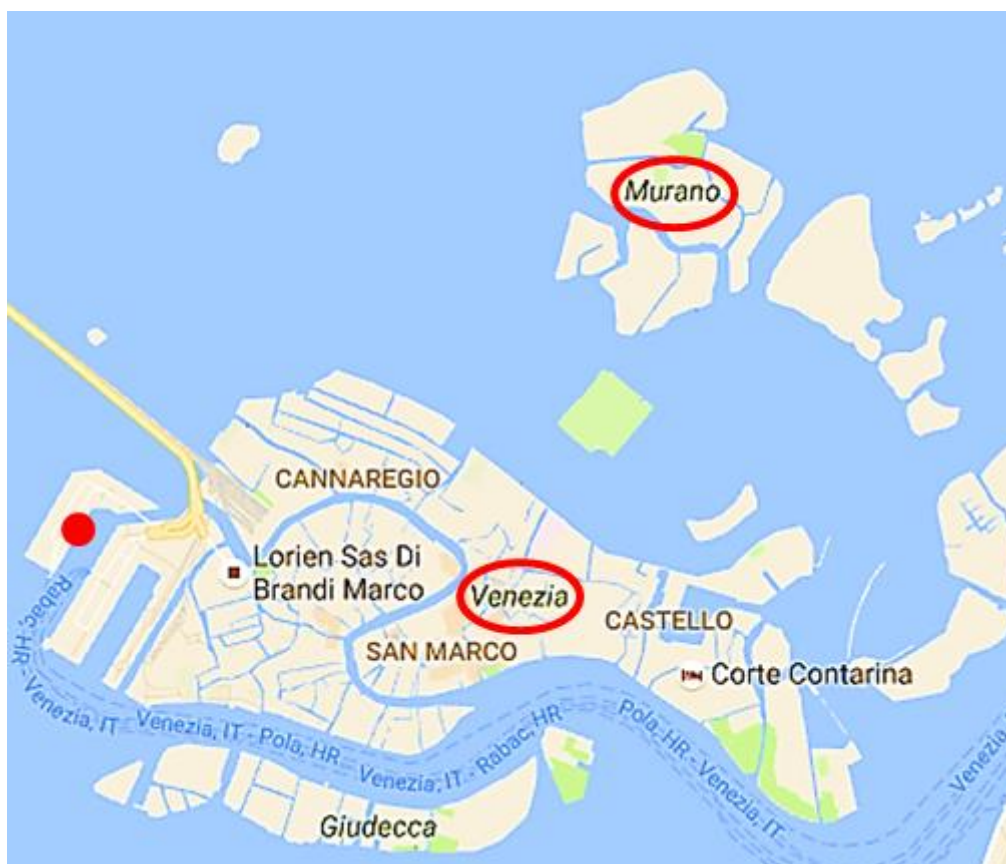 Murano
CANNAREGIO
Lorien Sas Di
Brandi Marco
Venezia
CASTELLO
SAN MARCO
Corte Contarina
Rabac, HR - Venezia, IT
Venezia, IT - Pola, HR
Venezia, IT - Rabac, HR
Pola, HR - Venezia, IT
Venezia
Giudecca